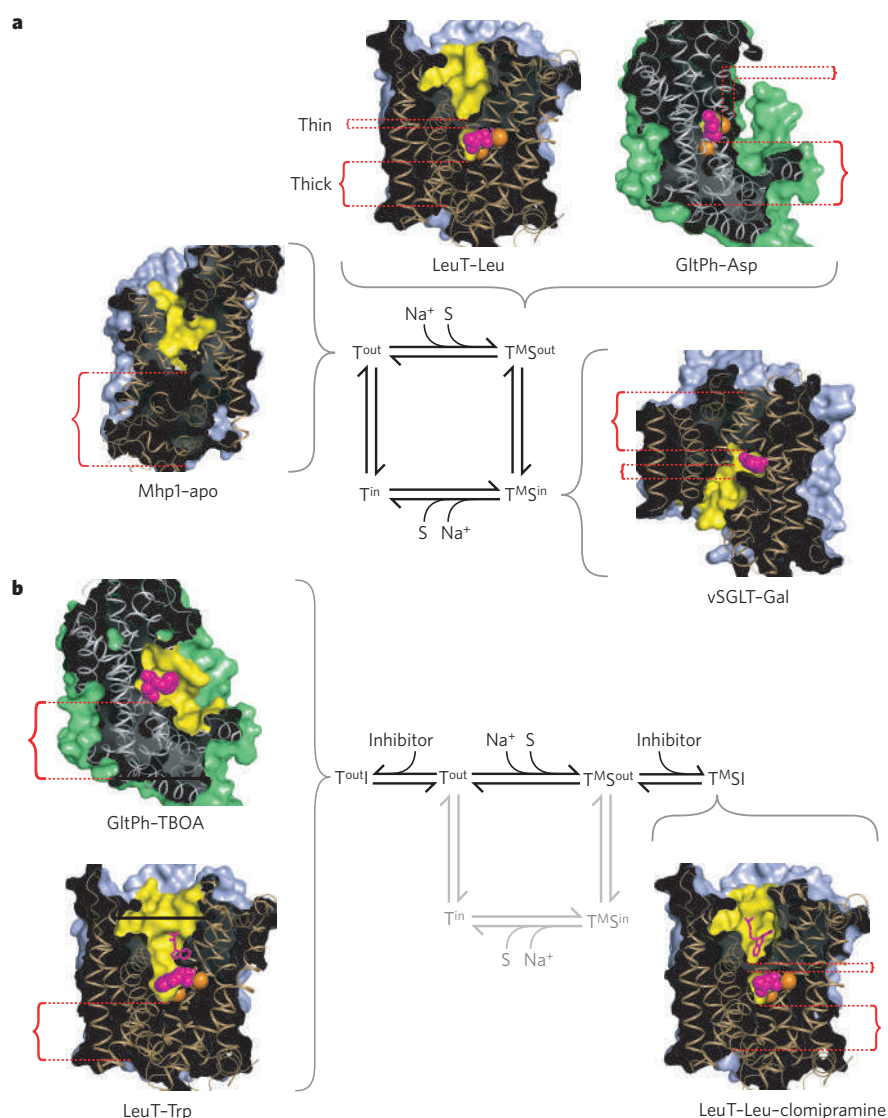 a
Thin
Thick
LeuT–Leu
GltPh–Asp
Mhp1–apo
Na⁺ S
Tᵒᵘᵗ TᴹSᵒᵘᵗ
Tⁱⁿ TᴹSⁱⁿ
S Na⁺
vSGLT–Gal
b
GltPh–TBOA
Inhibitor Na⁺ S Inhibitor
TᵒᵘᵗI Tᵒᵘᵗ TᴹSᵒᵘᵗ TᴹSI
Tⁱⁿ TᴹSⁱⁿ
S Na⁺
LeuT–Trp
LeuT–Leu–clomipramine